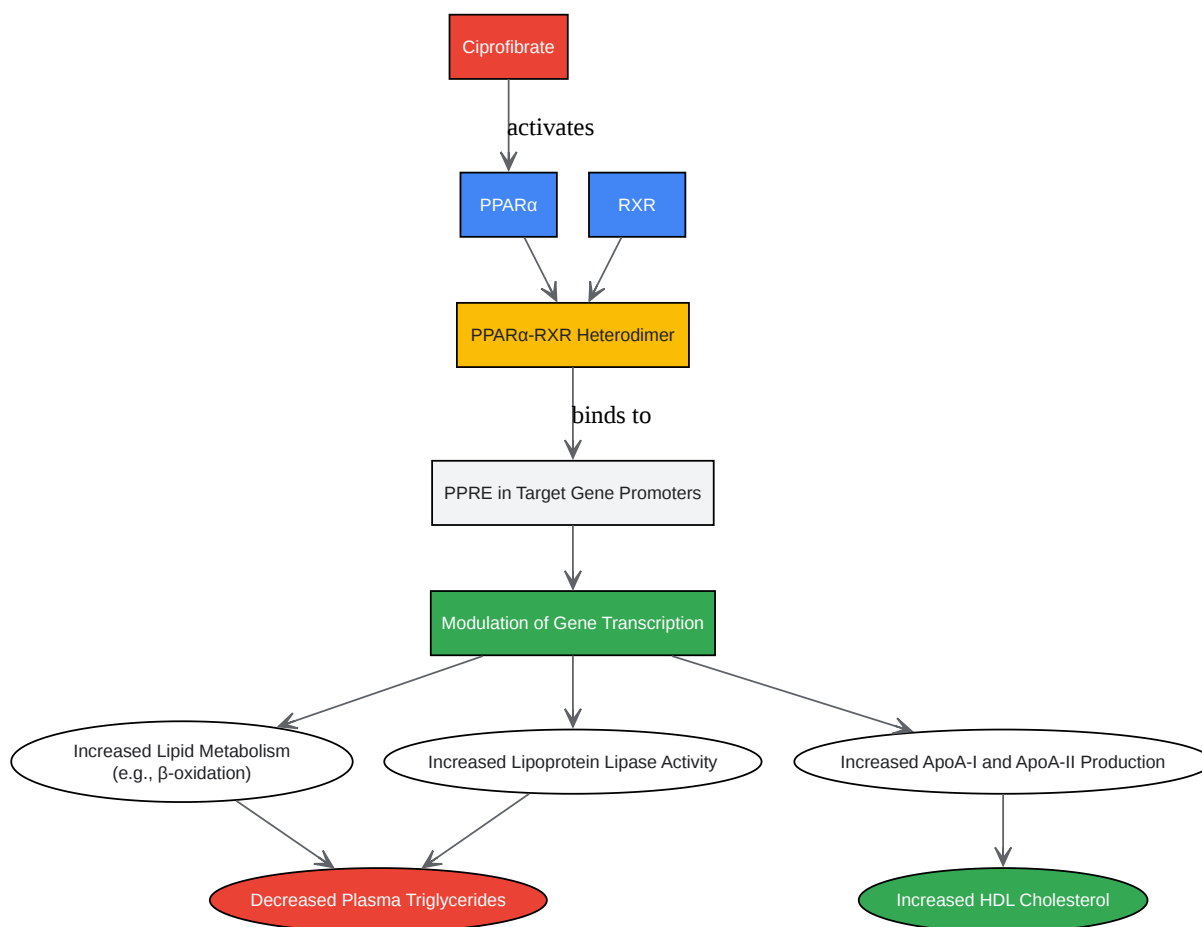 Ciprofibrate
activates
PPARα
RXR
PPARα-RXR Heterodimer
binds to
PPRE in Target Gene Promoters
Modulation of Gene Transcription
Increased Lipid Metabolism
(e.g., β-oxidation)
Increased Lipoprotein Lipase Activity
Increased ApoA-I and ApoA-II Production
Decreased Plasma Triglycerides
Increased HDL Cholesterol